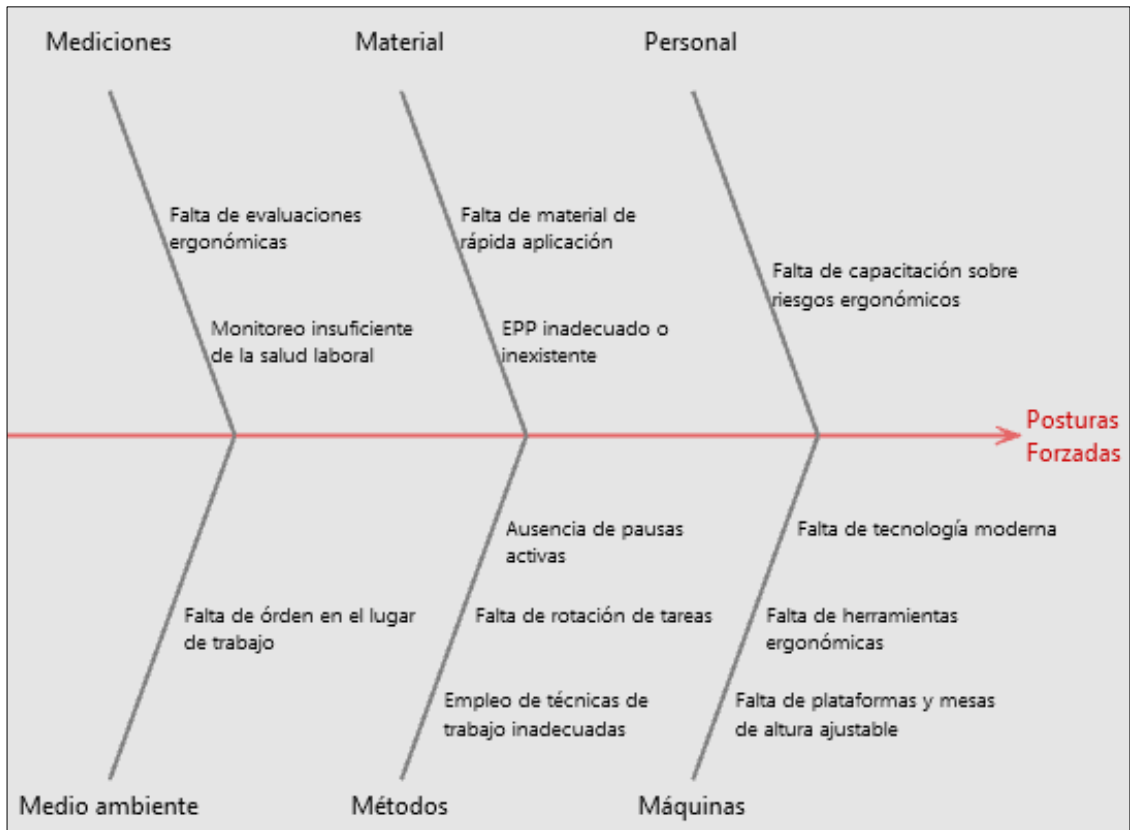 Mediciones
Material
Personal
Falta de evaluaciones
ergonómicas
Monitoreo insuficiente
de la salud laboral
Falta de material de
rápida aplicación
EPP inadecuado o
inexistente
Falta de capacitación sobre
riesgos ergonómicos
Posturas
Forzadas
Falta de órden en el lugar
de trabajo
Ausencia de pausas
activas
Falta de rotación de tareas
Empleo de técnicas de
trabajo inadecuadas
Falta de tecnología moderna
Falta de herramientas
ergonómicas
Falta de plataformas y mesas
de altura ajustable
Medio ambiente
Métodos
Máquinas